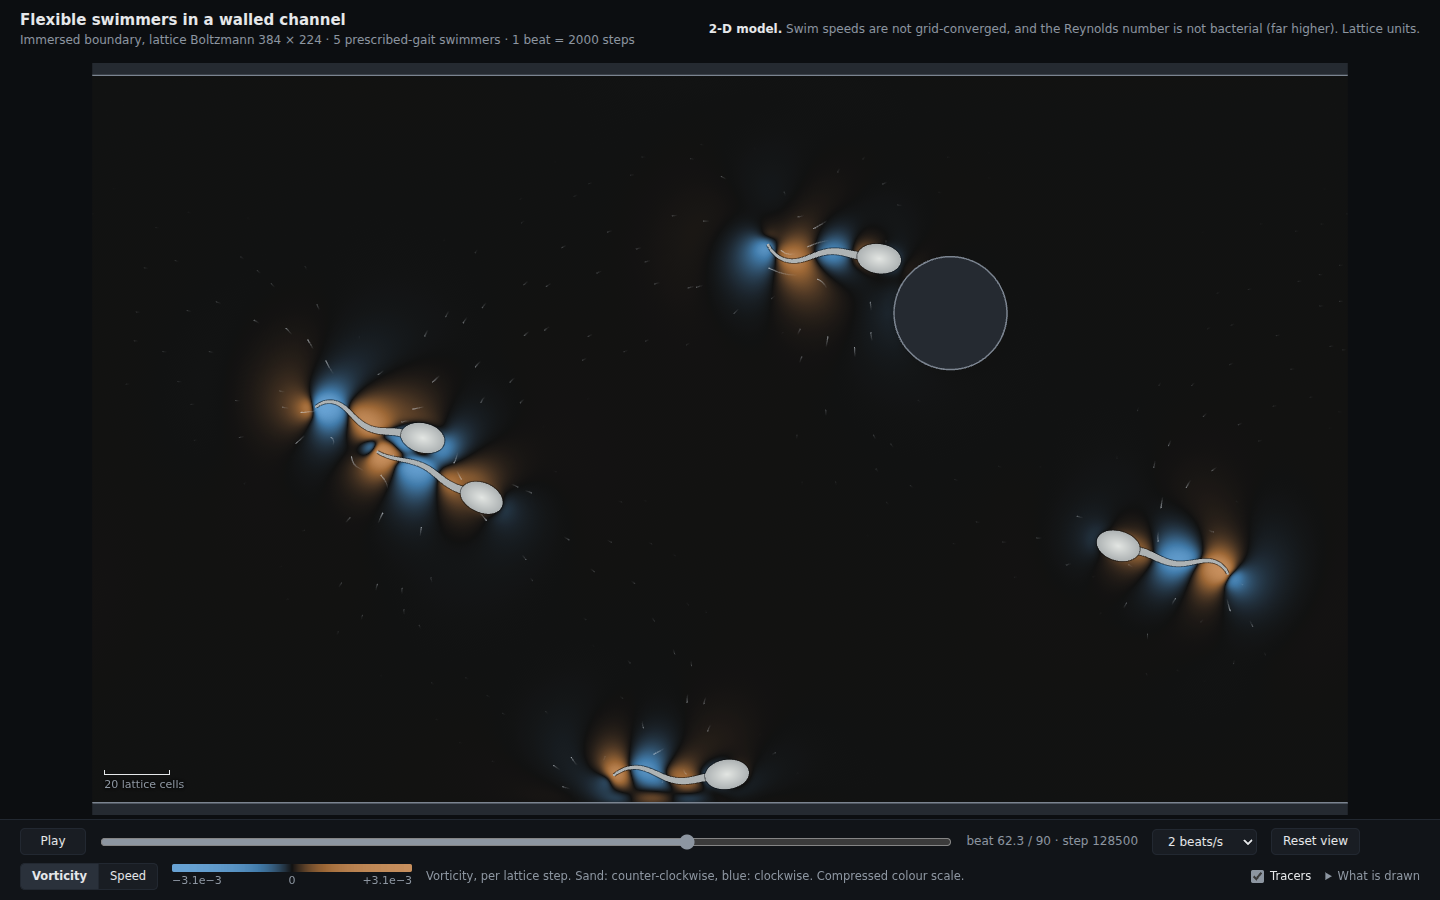 Flexible swimmers in a walled channel
Immersed boundary, lattice Boltzmann 384 × 224 · 5 prescribed-gait swimmers · 1 beat = 2000 steps
2-D model. Swim speeds are not grid-converged, and the Reynolds number is not bacterial (far higher). Lattice units.
20 lattice cells
Play
beat 62.3 / 90 · step 128500
2 beats/s
Reset view
Vorticity
Speed
−3.1e−3
0
+3.1e−3
Vorticity, per lattice step. Sand: counter-clockwise, blue: clockwise. Compressed colour scale.
Tracers
What is drawn